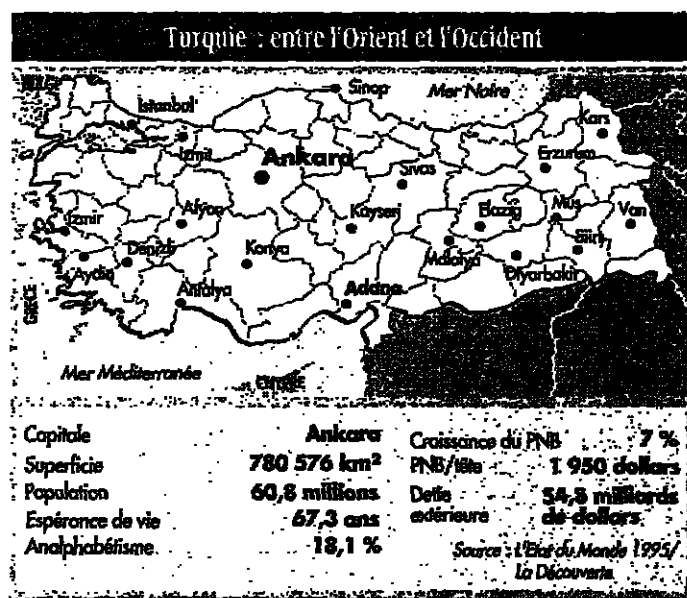 Turquie : entre l'Orient et l'Occident
Sinop
Mer Noire
Istanbul
Kars
Izmit
Ankara
Erzurum
Sivas
Izmir
Afyon
Kayseri
Elazig
Mus
Van
Denizli
Konya
Malatya
Siirt
Aydin
Diyarbakir
Antalya
Adana
GRÈCE
Mer Méditerranée
Capitale Ankara
Superficie 780 576 km²
Population 60,8 millions
Espérance de vie 67,3 ans
Analphabétisme 18,1 %
Croissance du PNB 7 %
PNB/tête 1 950 dollars
Dette 54,8 milliards
extérieure de dollars
Source : L'Etat du Monde 1995/
La Découverte